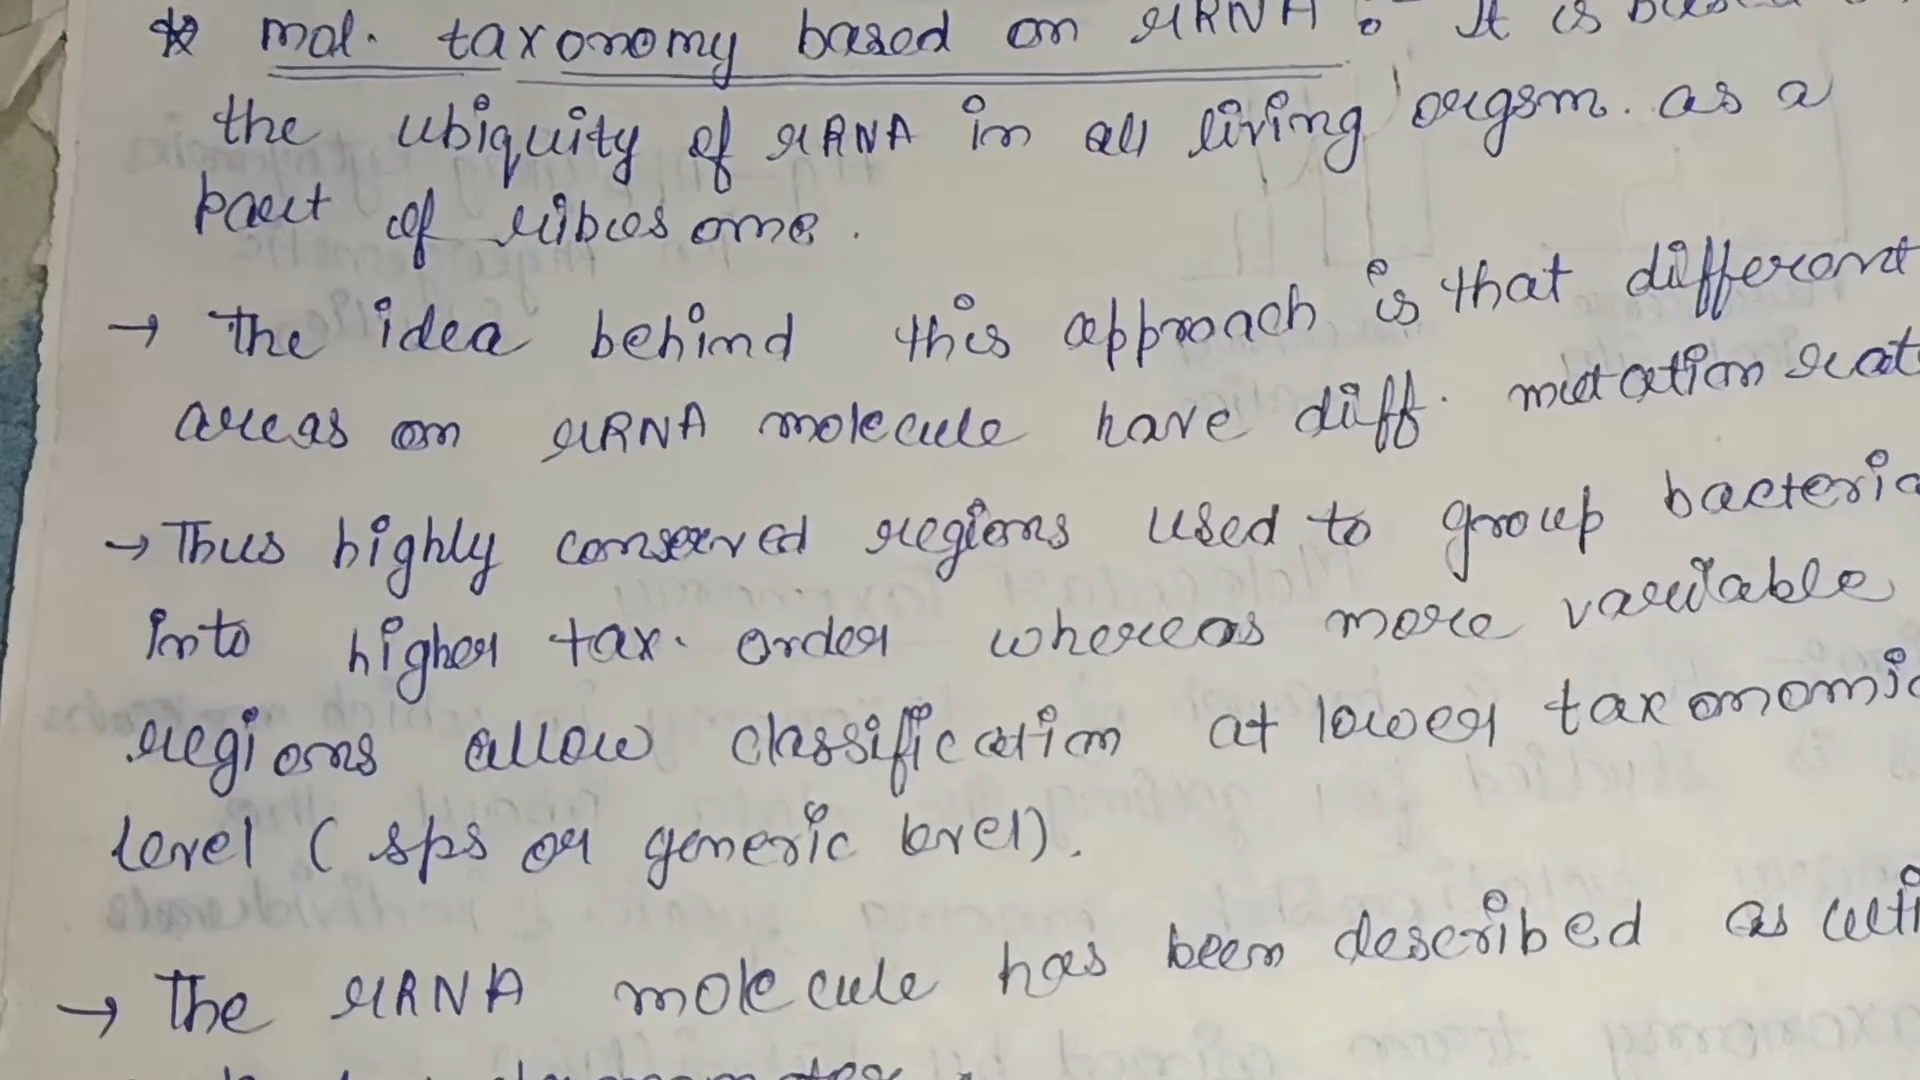 * mol. taxonomy based on rRNA :- It is based
the ubiquity of rRNA in all living orgsm. as a
part of ribosome.
→ The idea behind this approach is that different
areas on rRNA molecule have diff. mutation rat
→ Thus highly conserved regions used to group bacteria
into higher tax. order whereas more variable
regions allow classification at lower taxonomic
level (sps or generic level).
→ The rRNA molecule has been described as ulti